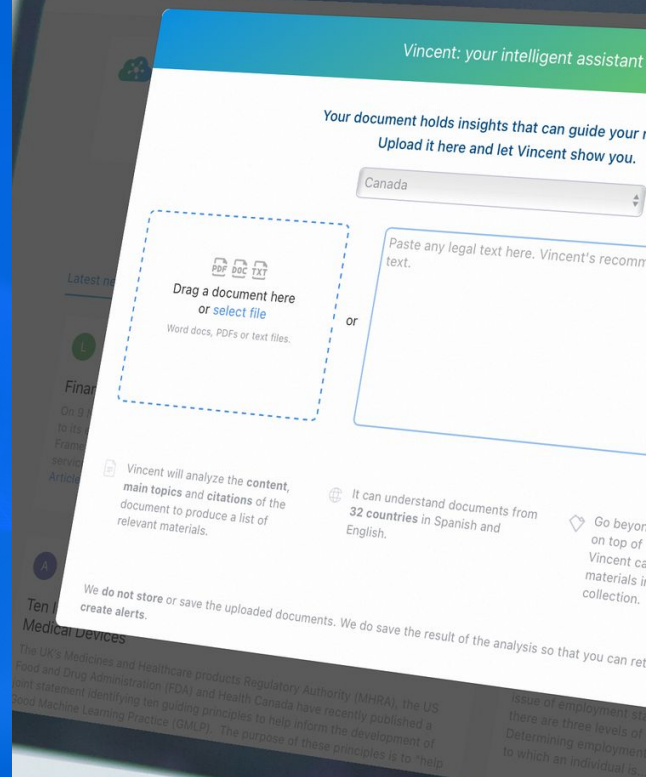 Vincent: your intelligent assistant
Your document holds insights that can guide your
Upload it here and let Vincent show you.
Canada
PDF DOC TXT
Drag a document here
or select file
Word docs, PDFs or text files.
or
Paste any legal text here. Vincent's recomm
text.
Vincent will analyze the content,
main topics and citations of the
document to produce a list of
relevant materials.
It can understand documents from
32 countries in Spanish and
English.
Go beyon
on top of
Vincent ca
materials in
collection.
We do not store or save the uploaded documents. We do save the result of the analysis so that you can ret
create alerts.
Latest ne
L
Finan
On 9
to its
Frame
service
Article
A
Ten
Medical Devices
The UK's Medicines and Healthcare products Regulatory Authority (MHRA), the US
Food and Drug Administration (FDA) and Health Canada have recently published a
joint statement identifying ten guiding principles to help inform the development of
Good Machine Learning Practice (GMLP). The purpose of these principles is to "help
issue of employment sta
there are three levels of
Determining employment
to which an individual is